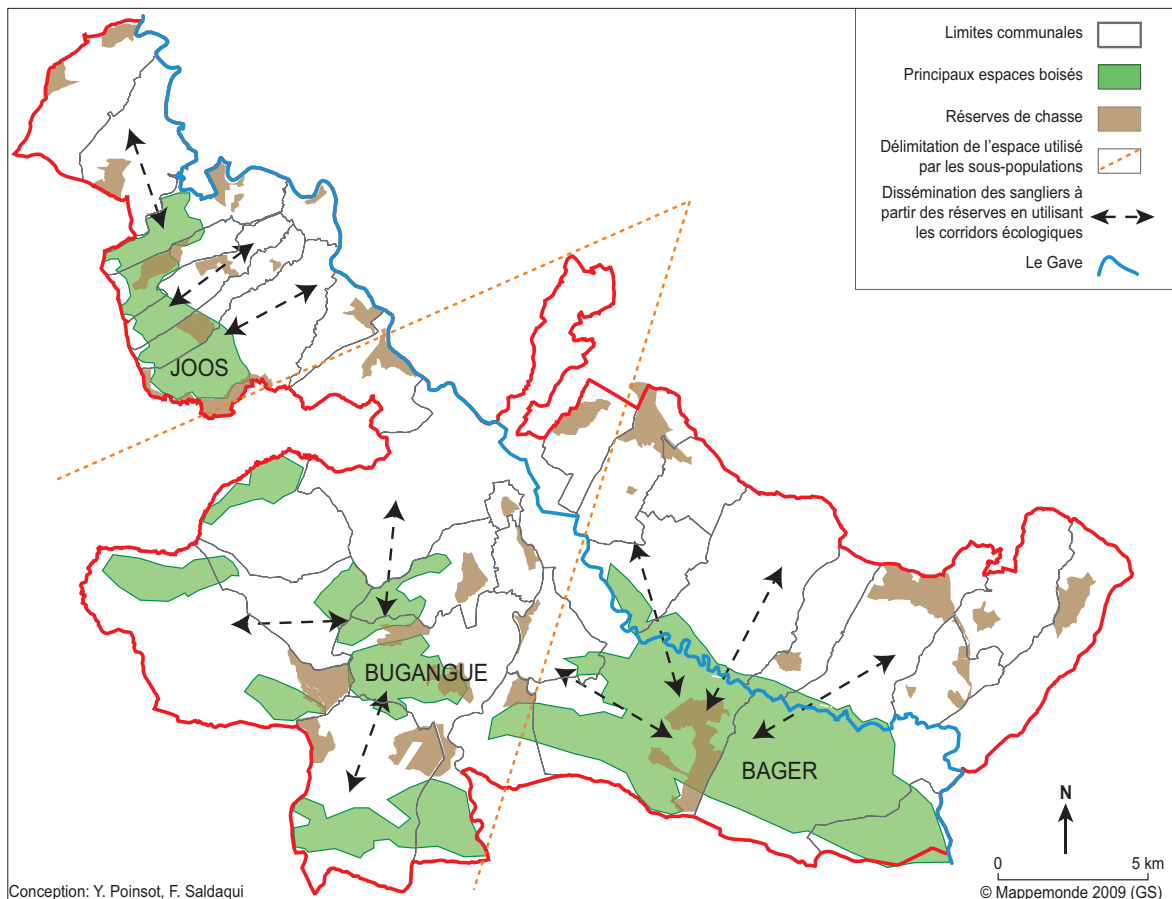 Limites communales
Principaux espaces boisés
Réserves de chasse
Délimitation de l'espace utilisé
par les sous-populations
Dissémination des sangliers à
partir des réserves en utilisant
les corridors écologiques
Le Gave
JOOS
BUGANGUE
BAGER
N
0 5 km
Conception: Y. Poinsot, F. Saldaqui
© Mappemonde 2009 (GS)